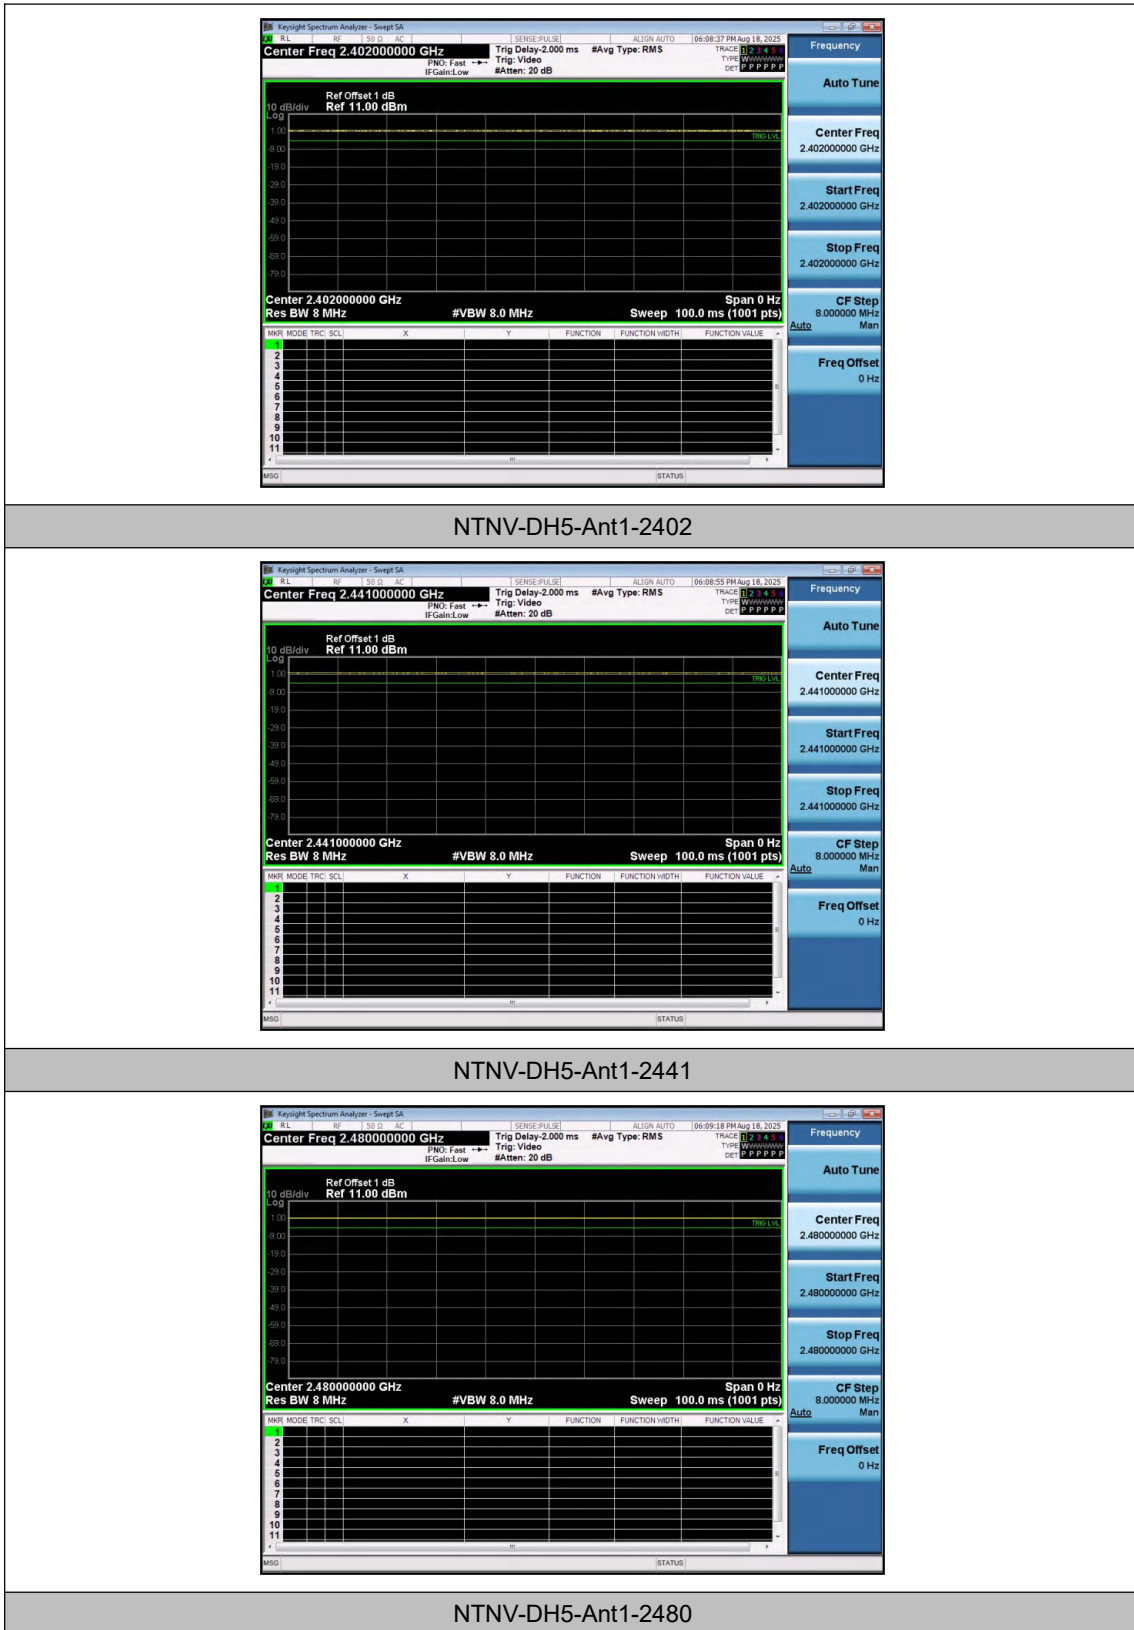 Keysight Spectrum Analyzer - Swept SA
RL RF 50 Ω AC SENSE:PULSE ALIGN AUTO 06:08:37 PM Aug 18, 2025
Center Freq 2.402000000 GHz Trig Delay-2.000 ms #Avg Type: RMS TRACE 1 2 3 4 5 6
PNO: Fast Trig: Video TYPE WWWWWW
IFGain:Low #Atten: 20 dB DET P P P P P P
Ref Offset 1 dB
10 dB/div Ref 11.00 dBm
Log
1.00
TRIG LVL
-9.00
-19.0
-29.0
-39.0
-49.0
-59.0
-69.0
-79.0
Center 2.402000000 GHz Span 0 Hz
Res BW 8 MHz #VBW 8.0 MHz Sweep 100.0 ms (1001 pts)
MKR MODE TRC SCL X Y FUNCTION FUNCTION WIDTH FUNCTION VALUE
1
2
3
4
5
6
7
8
9
10
11
MSG STATUS
Frequency
Auto Tune
Center Freq
2.402000000 GHz
Start Freq
2.402000000 GHz
Stop Freq
2.402000000 GHz
CF Step
8.000000 MHz
Auto Man
Freq Offset
0 Hz
NTNV-DH5-Ant1-2402
Keysight Spectrum Analyzer - Swept SA
RL RF 50 Ω AC SENSE:PULSE ALIGN AUTO 06:08:55 PM Aug 18, 2025
Center Freq 2.441000000 GHz Trig Delay-2.000 ms #Avg Type: RMS TRACE 1 2 3 4 5 6
PNO: Fast Trig: Video TYPE WWWWWW
IFGain:Low #Atten: 20 dB DET P P P P P P
Ref Offset 1 dB
10 dB/div Ref 11.00 dBm
Log
1.00
TRIG LVL
-9.00
-19.0
-29.0
-39.0
-49.0
-59.0
-69.0
-79.0
Center 2.441000000 GHz Span 0 Hz
Res BW 8 MHz #VBW 8.0 MHz Sweep 100.0 ms (1001 pts)
MKR MODE TRC SCL X Y FUNCTION FUNCTION WIDTH FUNCTION VALUE
1
2
3
4
5
6
7
8
9
10
11
MSG STATUS
Frequency
Auto Tune
Center Freq
2.441000000 GHz
Start Freq
2.441000000 GHz
Stop Freq
2.441000000 GHz
CF Step
8.000000 MHz
Auto Man
Freq Offset
0 Hz
NTNV-DH5-Ant1-2441
Keysight Spectrum Analyzer - Swept SA
RL RF 50 Ω AC SENSE:PULSE ALIGN AUTO 06:09:18 PM Aug 18, 2025
Center Freq 2.480000000 GHz Trig Delay-2.000 ms #Avg Type: RMS TRACE 1 2 3 4 5 6
PNO: Fast Trig: Video TYPE WWWWWW
IFGain:Low #Atten: 20 dB DET P P P P P P
Ref Offset 1 dB
10 dB/div Ref 11.00 dBm
Log
1.00
TRIG LVL
-9.00
-19.0
-29.0
-39.0
-49.0
-59.0
-69.0
-79.0
Center 2.480000000 GHz Span 0 Hz
Res BW 8 MHz #VBW 8.0 MHz Sweep 100.0 ms (1001 pts)
MKR MODE TRC SCL X Y FUNCTION FUNCTION WIDTH FUNCTION VALUE
1
2
3
4
5
6
7
8
9
10
11
MSG STATUS
Frequency
Auto Tune
Center Freq
2.480000000 GHz
Start Freq
2.480000000 GHz
Stop Freq
2.480000000 GHz
CF Step
8.000000 MHz
Auto Man
Freq Offset
0 Hz
NTNV-DH5-Ant1-2480